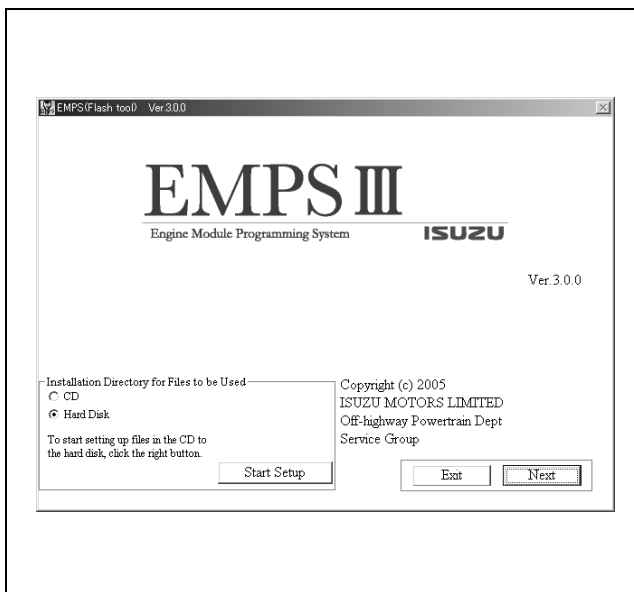 EMPS(Flash tool) Ver.3.0.0
EMPS III
Engine Module Programming System
ISUZU
Ver.3.0.0
Installation Directory for Files to be Used
CD
Hard Disk
To start setting up files in the CD to
the hard disk, click the right button.
Start Setup
Copyright (c) 2005
ISUZU MOTORS LIMITED
Off-highway Powertrain Dept
Service Group
Exit
Next